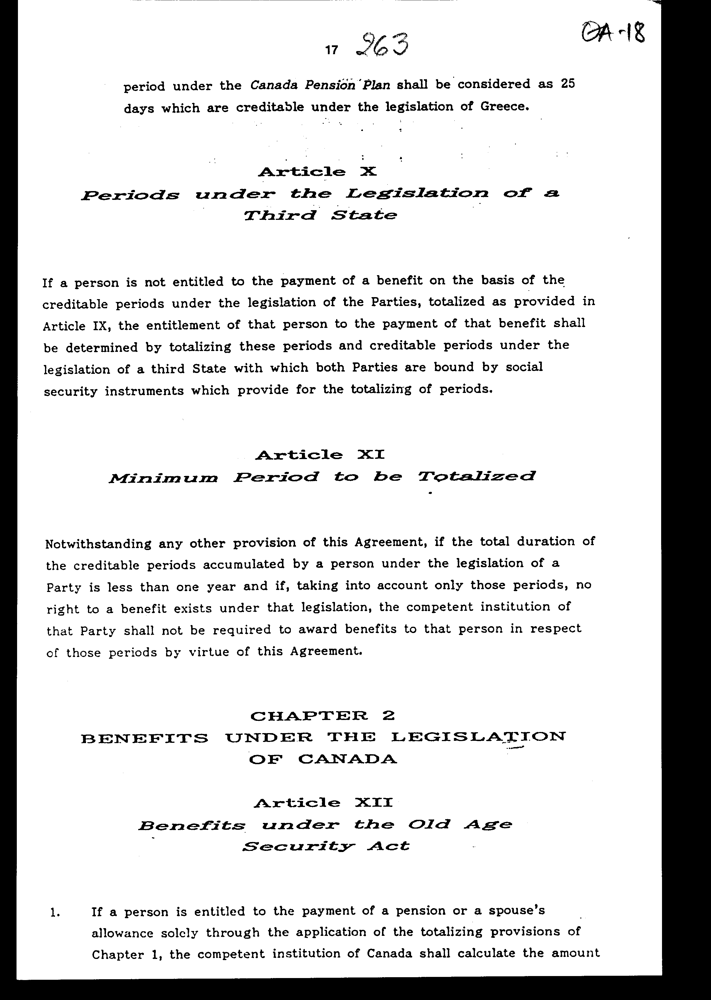 OA-18
17 263
period under the Canada Pension Plan shall be considered as 25
days which are creditable under the legislation of Greece.
Article X
Periods under the Legislation of a
Third State
If a person is not entitled to the payment of a benefit on the basis of the
creditable periods under the legislation of the Parties, totalized as provided in
Article IX, the entitlement of that person to the payment of that benefit shall
be determined by totalizing these periods and creditable periods under the
legislation of a third State with which both Parties are bound by social
security instruments which provide for the totalizing of periods.
Article XI
Minimum Period to be Totalized
Notwithstanding any other provision of this Agreement, if the total duration of
the creditable periods accumulated by a person under the legislation of a
Party is less than one year and if, taking into account only those periods, no
right to a benefit exists under that legislation, the competent institution of
that Party shall not be required to award benefits to that person in respect
of those periods by virtue of this Agreement.
CHAPTER 2
BENEFITS UNDER THE LEGISLATION
OF CANADA
Article XII
Benefits under the Old Age
Security Act
1. If a person is entitled to the payment of a pension or a spouse's
allowance solely through the application of the totalizing provisions of
Chapter 1, the competent institution of Canada shall calculate the amount